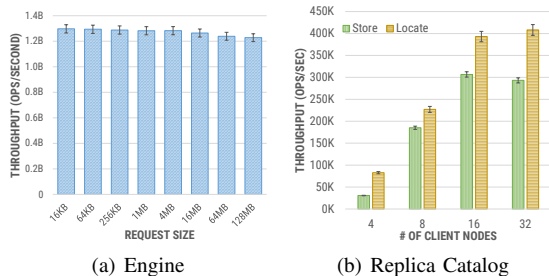 THROUGHPUT (OPS/SECOND)
1.4B
1.2B
1.0B
0.8B
0.6B
0.4B
0.2B
0
16KB
64KB
256KB
1MB
4MB
16MB
64MB
128MB
REQUEST SIZE
(a) Engine
THROUGHPUT (OPS/SEC)
450K
400K
350K
300K
250K
200K
150K
100K
50K
0K
Store
Locate
4
8
16
32
# OF CLIENT NODES
(b) Replica Catalog